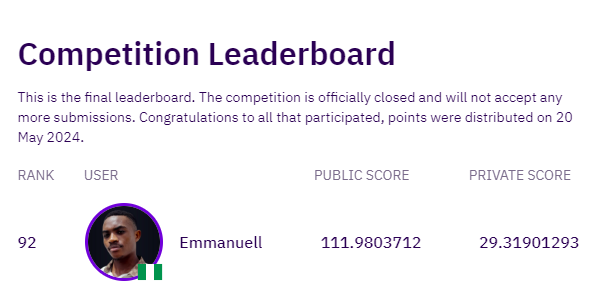 Competition Leaderboard
This is the final leaderboard. The competition is officially closed and will not accept any
more submissions. Congratulations to all that participated, points were distributed on 20
May 2024.
RANK USER PUBLIC SCORE PRIVATE SCORE
92 Emmanuell 111.9803712 29.31901293